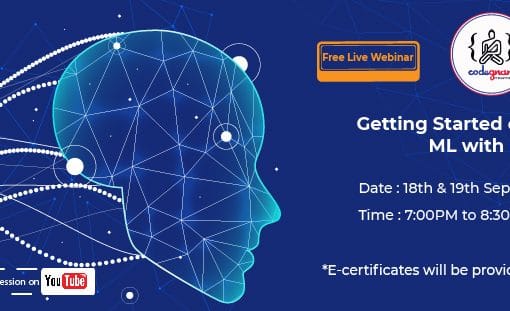 Free Live Webinar
codegnan
Getting Started
ML with
Date : 18th & 19th Sep
Time : 7:00PM to 8:30
*E-certificates will be
ession on YouTube